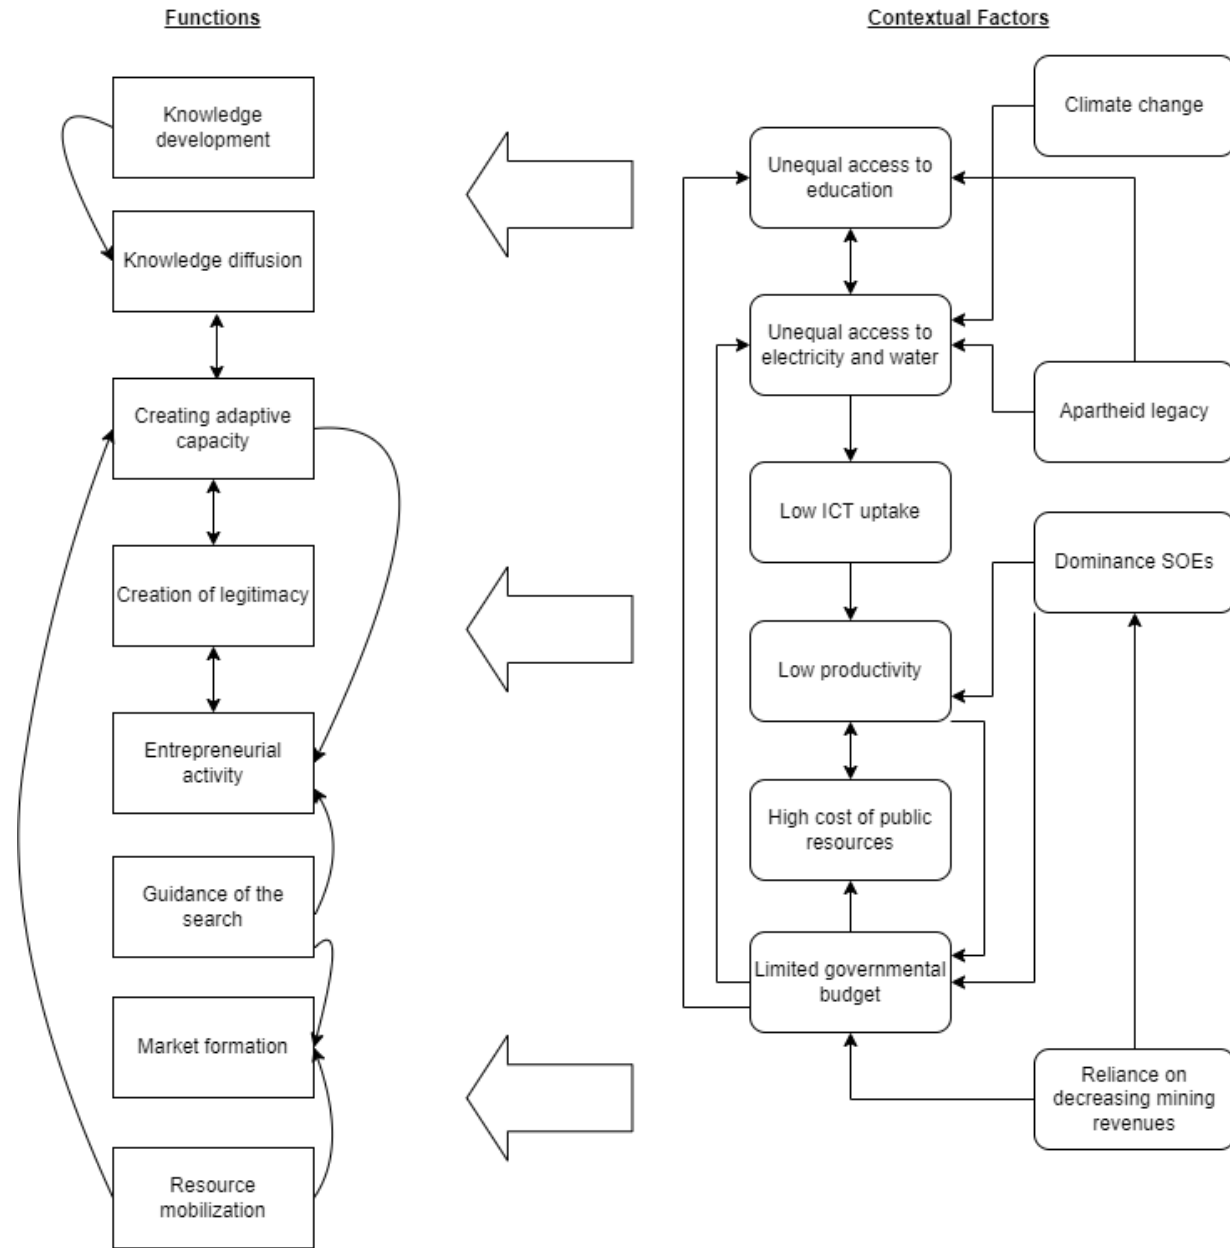 Functions
Contextual Factors
Knowledge
development
Knowledge diffusion
Creating adaptive
capacity
Creation of legitimacy
Entrepreneurial
activity
Guidance of the
search
Market formation
Resource
mobilization
Unequal access to
education
Unequal access to
electricity and water
Low ICT uptake
Low productivity
High cost of public
resources
Limited governmental
budget
Climate change
Apartheid legacy
Dominance SOEs
Reliance on
decreasing mining
revenues